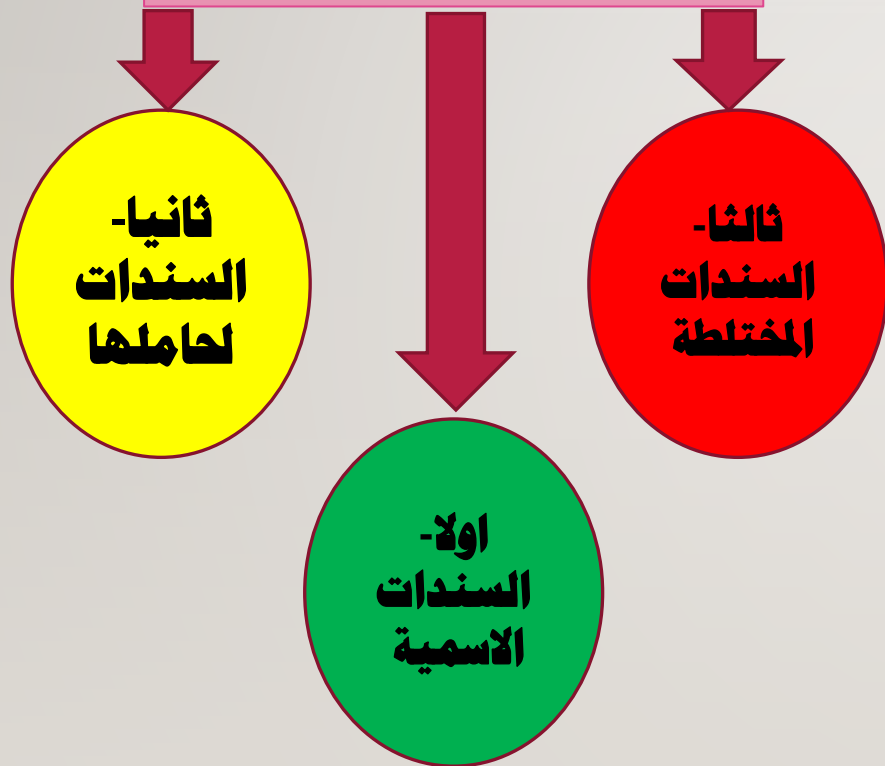 ثالثا-
السندات
المختلطة
ثانيا-
السندات
لحاملها
اولا-
السندات
الاسمية